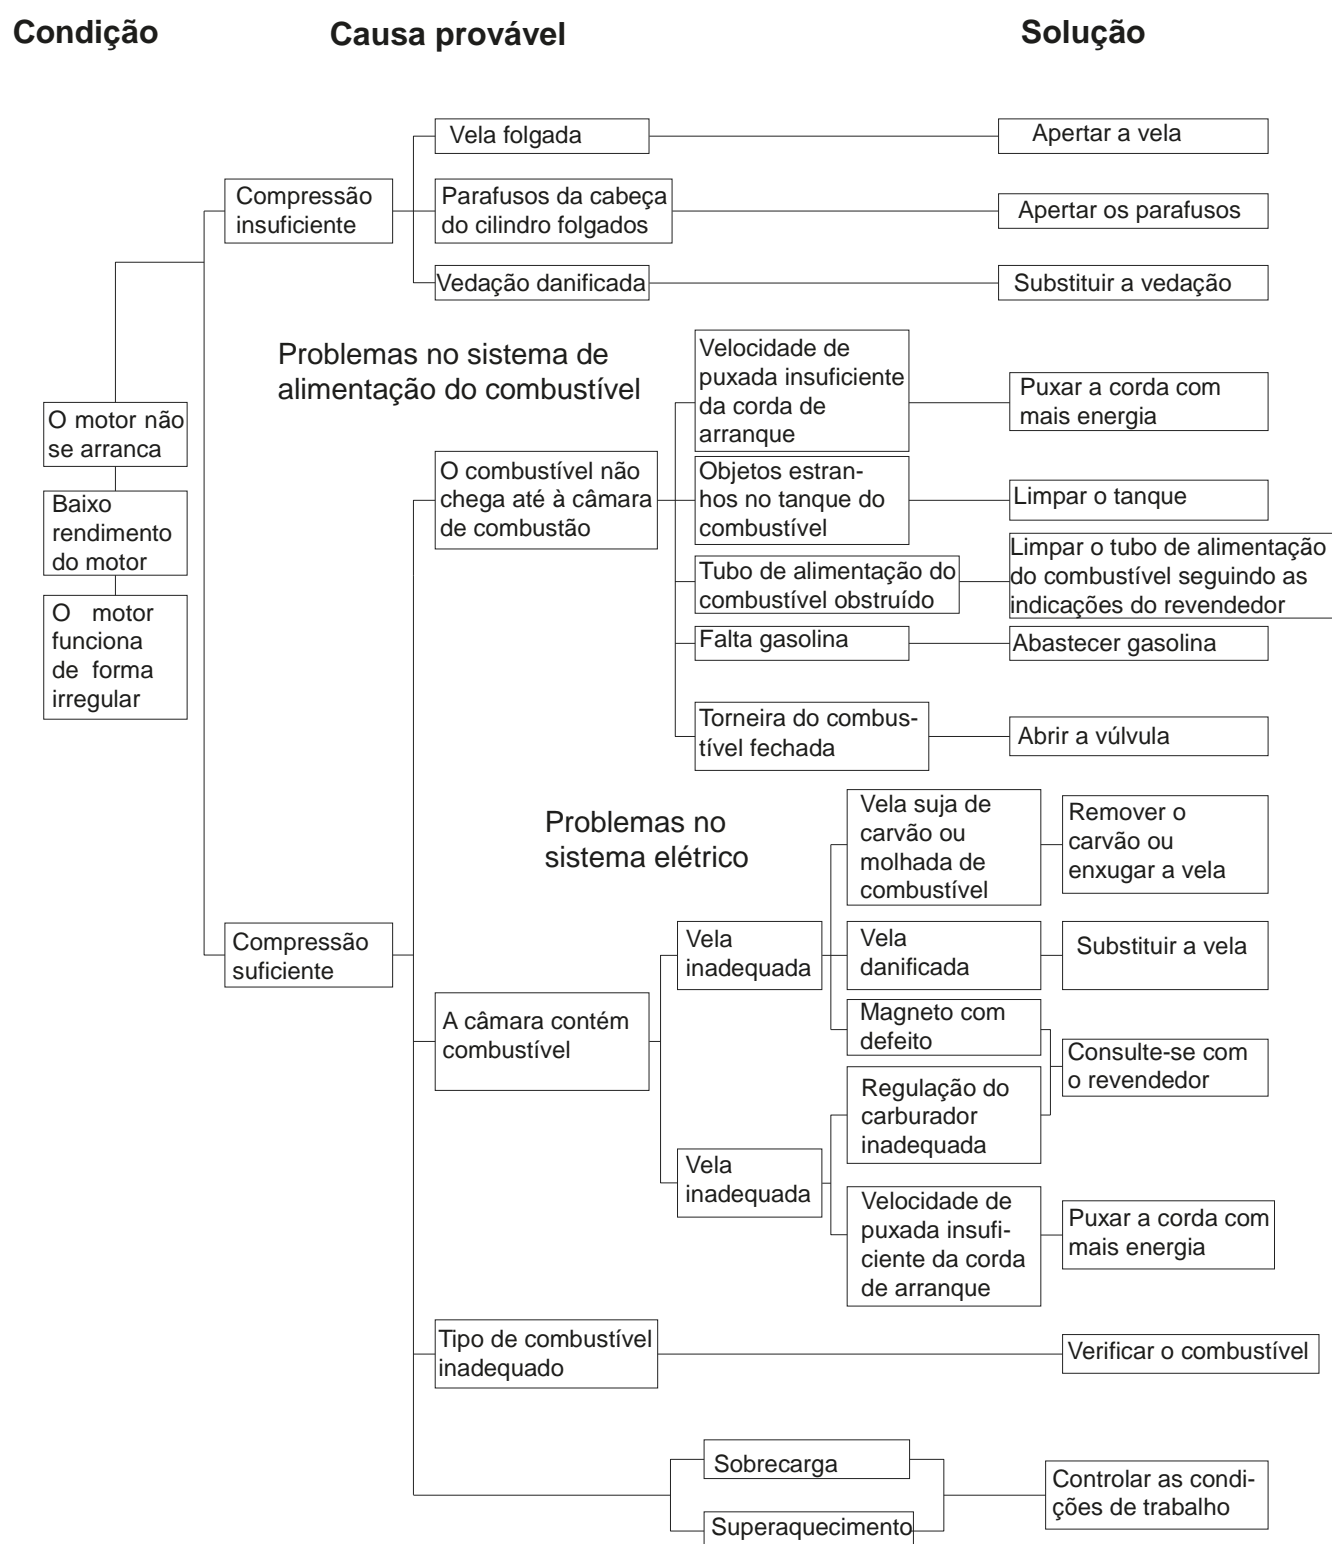 Condição
Causa provável
Solução
Vela folgada
Apertar a vela
Compressão
insuficiente
Parafusos da cabeça
do cilindro folgados
Apertar os parafusos
Vedação danificada
Substituir a vedação
Problemas no sistema de
alimentação do combustível
Velocidade de
puxada insuficiente
da corda de
arranque
Puxar a corda com
mais energia
O motor não
se arranca
Baixo
rendimento
do motor
O motor
funciona
de forma
irregular
O combustível não
chega até à câmara
de combustão
Objetos estran-
hos no tanque do
combustível
Limpar o tanque
Tubo de alimentação do
combustível obstruído
Limpar o tubo de alimentação
do combustível seguindo as
indicações do revendedor
Falta gasolina
Abastecer gasolina
Torneira do combus-
tível fechada
Abrir a vúlvula
Problemas no
sistema elétrico
Vela suja de
carvão ou
molhada de
combustível
Remover o
carvão ou
enxugar a vela
Compressão
suficiente
Vela
inadequada
Vela
danificada
Substituir a vela
A câmara contém
combustível
Magneto com
defeito
Consulte-se com
o revendedor
Regulação do
carburador
inadequada
Vela
inadequada
Velocidade de
puxada insufi-
ciente da corda
de arranque
Puxar a corda com
mais energia
Tipo de combustível
inadequado
Verificar o combustível
Sobrecarga
Superaquecimento
Controlar as condi-
ções de trabalho